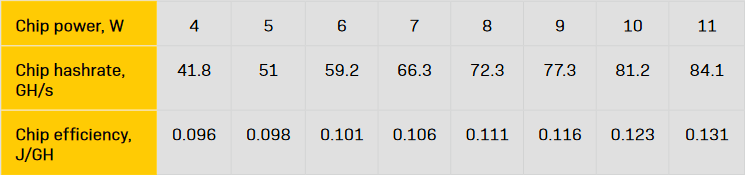 Chip power, W 4 5 6 7 8 9 10 11
Chip hashrate, 41.8 51 59.2 66.3 72.3 77.3 81.2 84.1
GH/s
Chip efficiency, 0.096 0.098 0.101 0.106 0.111 0.116 0.123 0.131
J/GH